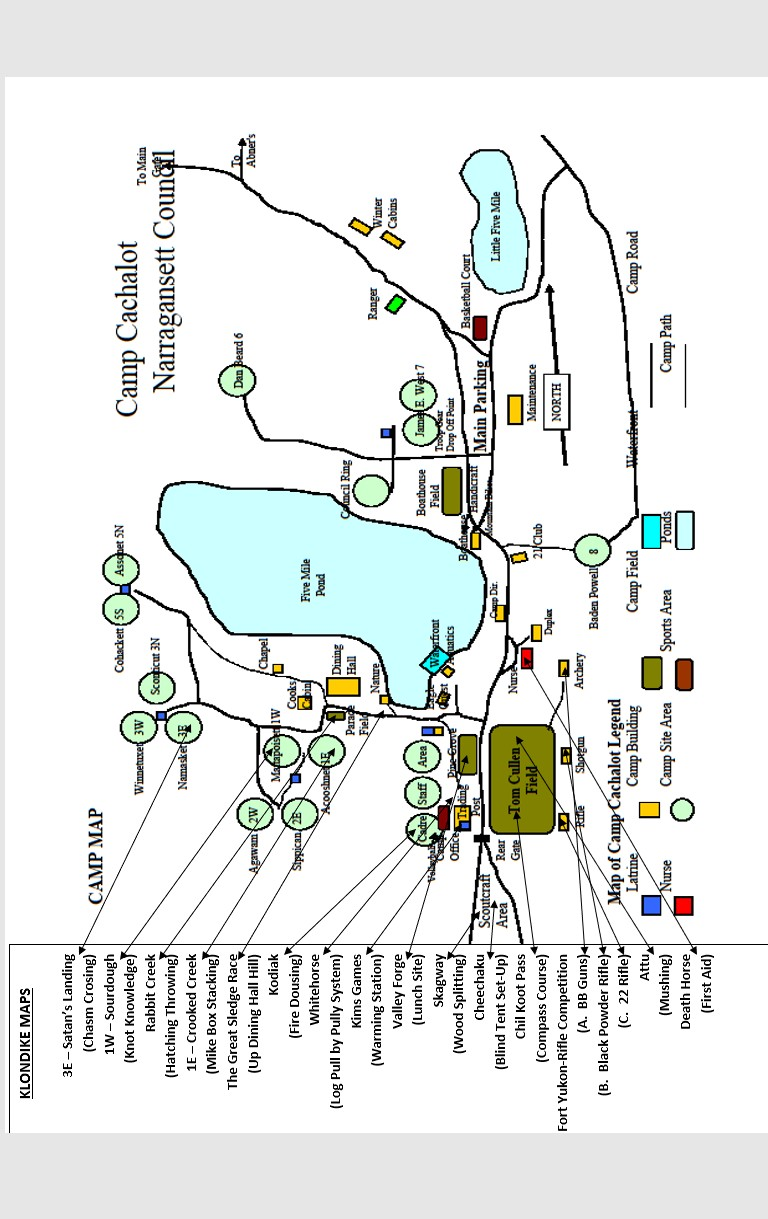 KLONDIKE MAPS
3E – Satan's Landing
(Chasm Crossing)
1W – Sourdough
(Knot Knowledge)
Rabbit Creek
(Hatching Throwing)
1E – Crooked Creek
(Mike Box Stacking)
The Great Sledge Race
(Up Dining Hall Hill)
Kodiak
(Fire Dousing)
Whitehorse
(Log Pull by Pully System)
Kims Games
(Warming Station)
Valley Forge
(Lunch Site)
Skagway
(Wood Splitting)
Cheechaku
(Blind Tent Set-Up)
Chil Koot Pass
(Compass Course)
Fort Yukon-Rifle Competition
(A. BB Guns)
(B. Black Powder Rifle)
(C. 22 Rifle)
Attu
(Mushing)
Death Horse
(First Aid)
CAMP MAP
Camp Cachalot
Narragansett Council
To Main
Gate
To
Abner's
Winter
Cabins
Ranger
Little Five Mile
Basketball Court
Dan Beard 6
James E. West 7
Troop Gear
Drop Off Point
Main Parking
Maintenance
NORTH
Camp Road
Camp Path
Council Ring
Boathouse
Field
Handicraft
Boathouse
Mountain Bikes
21 Club
Baden Powell 8
Five Mile
Pond
Assonet 5N
Cohackett 5S
Sconticut 3N
Winnetuxet 3W
Namasket 3E
Chapel
Cooks
Cabin
Dining
Hall
Nature
Parade
Field
Mattapoisett 1W
Acooshnet 1E
Agawam 2W
Sippican 2E
Waterfront
Aquatics
Camp Dir.
Duplex
Nurse
Archery
Area
Staff
Cadre
Pine Grove
Trading
Post
Office
Rear
Gate
Scoutcraft
Area
Tom Cullen
Field
Shotgun
Rifle
Map of Camp Cachalot Legend
Latrine
Nurse
Camp Building
Camp Site Area
Camp Field
Sports Area
Waterfront
Ponds